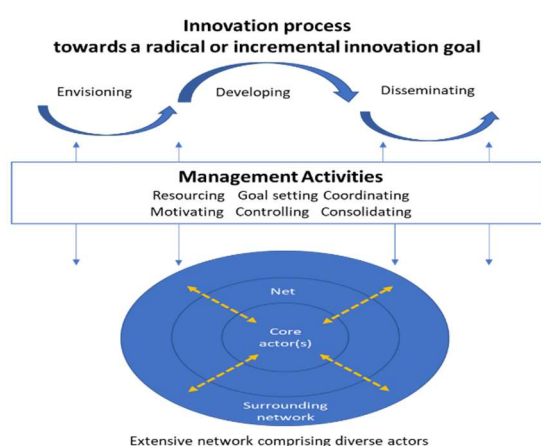 Innovation process
towards a radical or incremental innovation goal
Envisioning
Developing
Disseminating
Management Activities
Resourcing Goal setting Coordinating
Motivating Controlling Consolidating
Net
Core
actor(s)
Surrounding
network
Extensive network comprising diverse actors